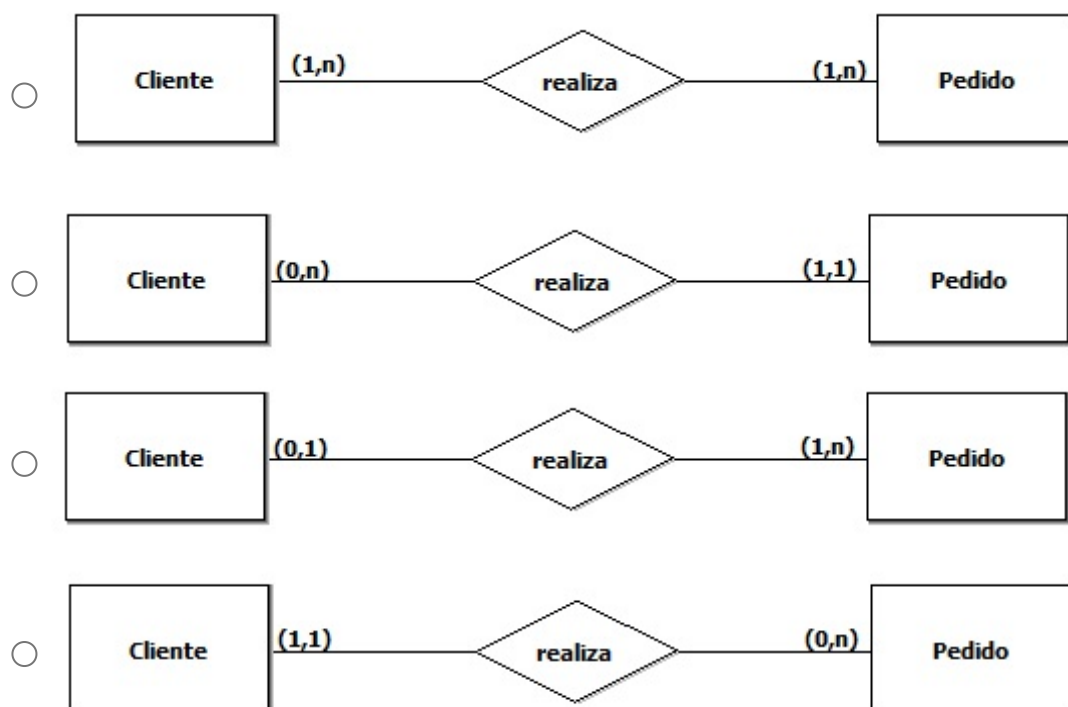 Cliente (1,n) realiza (1,n) Pedido
Cliente (0,n) realiza (1,1) Pedido
Cliente (0,1) realiza (1,n) Pedido
Cliente (1,1) realiza (0,n) Pedido